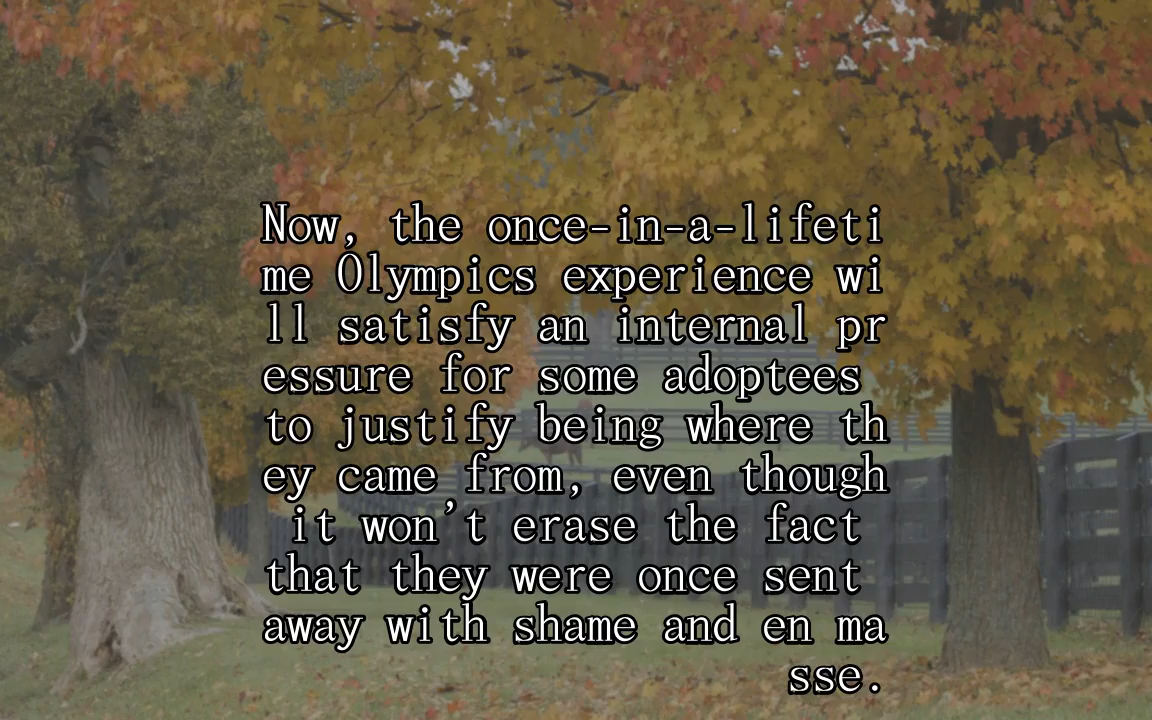 Now, the once-in-a-lifeti
me Olympics experience wi
ll satisfy an internal pr
essure for some adoptees
to justify being where th
ey came from, even though
it won’t erase the fact
that they were once sent
away with shame and en ma
sse.